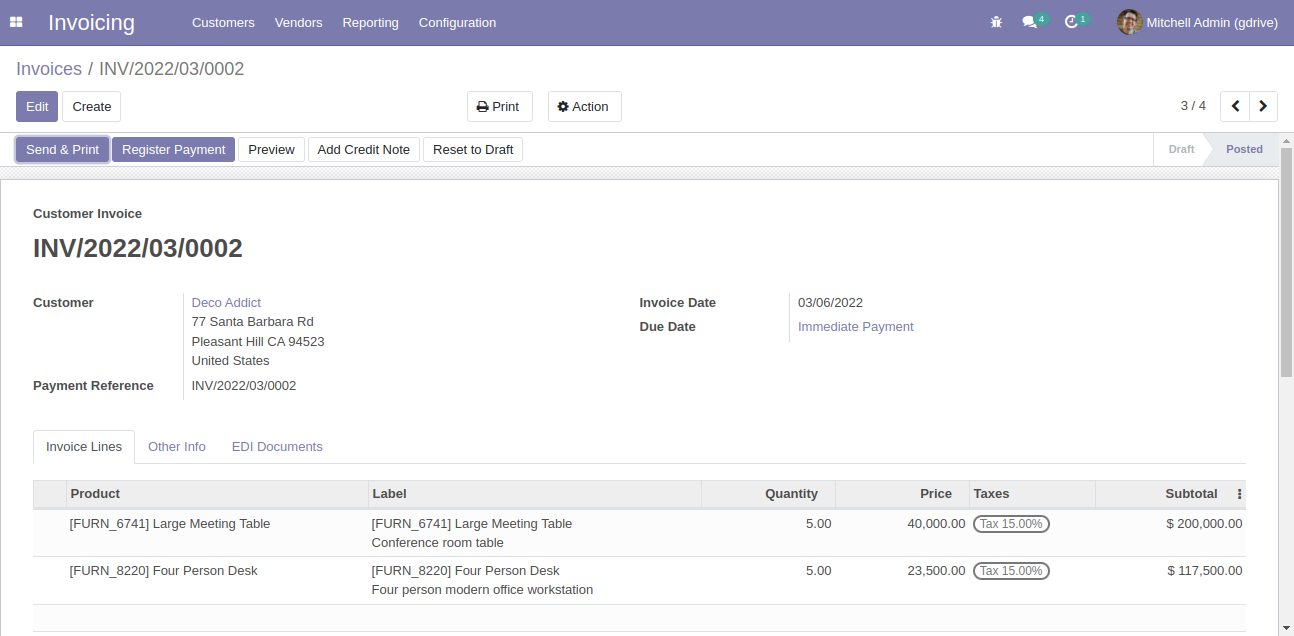 Invoicing Customers Vendors Reporting Configuration 4 1 Mitchell Admin (gdrive)
Invoices / INV/2022/03/0002
Edit Create Print Action 3 / 4
Send & Print Register Payment Preview Add Credit Note Reset to Draft Draft Posted
Customer Invoice
INV/2022/03/0002
Customer Deco Addict Invoice Date 03/06/2022
77 Santa Barbara Rd Due Date Immediate Payment
Pleasant Hill CA 94523
United States
Payment Reference INV/2022/03/0002
Invoice Lines Other Info EDI Documents
Product Label Quantity Price Taxes Subtotal
[FURN_6741] Large Meeting Table [FURN_6741] Large Meeting Table 5.00 40,000.00 Tax 15.00% $ 200,000.00
Conference room table
[FURN_8220] Four Person Desk [FURN_8220] Four Person Desk 5.00 23,500.00 Tax 15.00% $ 117,500.00
Four person modern office workstation